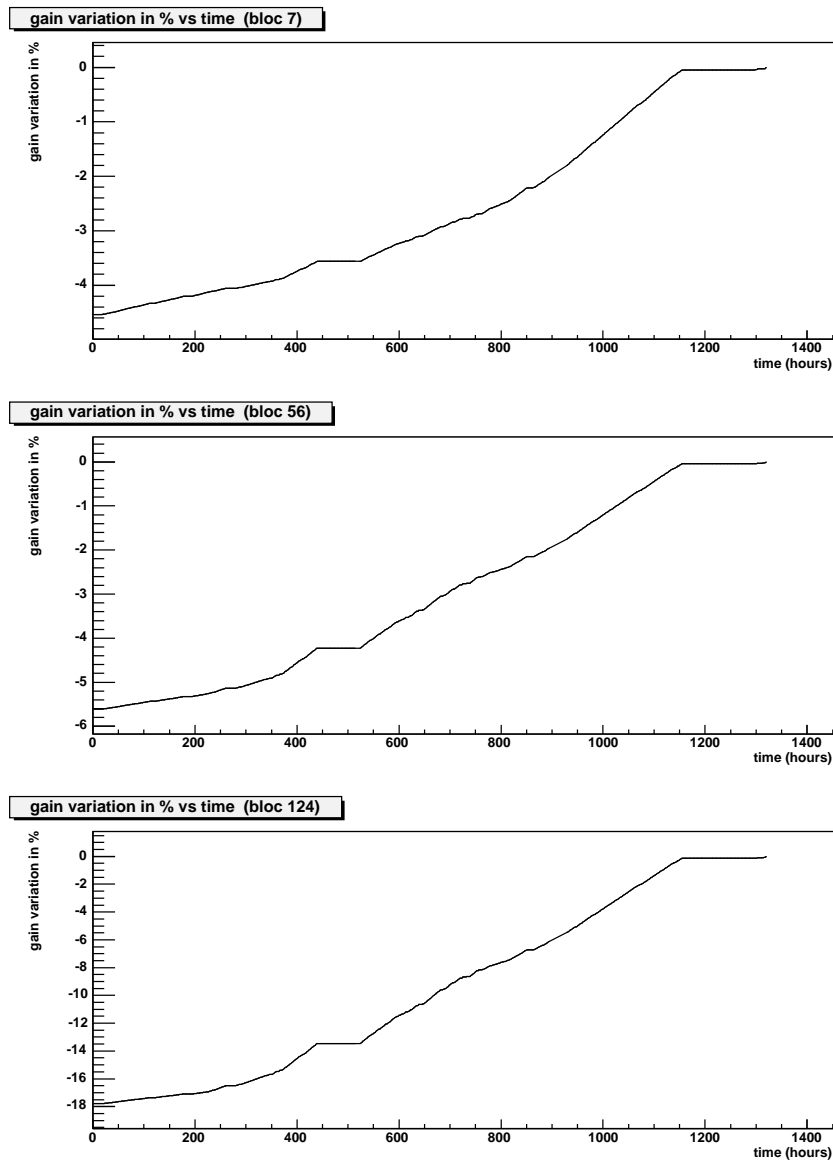 gain variation in % vs time (bloc 7)
gain variation in %
0
-1
-2
-3
-4
0 200 400 600 800 1000 1200 1400
time (hours)
gain variation in % vs time (bloc 56)
gain variation in %
0
-1
-2
-3
-4
-5
-6
0 200 400 600 800 1000 1200 1400
time (hours)
gain variation in % vs time (bloc 124)
gain variation in %
0
-2
-4
-6
-8
-10
-12
-14
-16
-18
0 200 400 600 800 1000 1200 1400
time (hours)